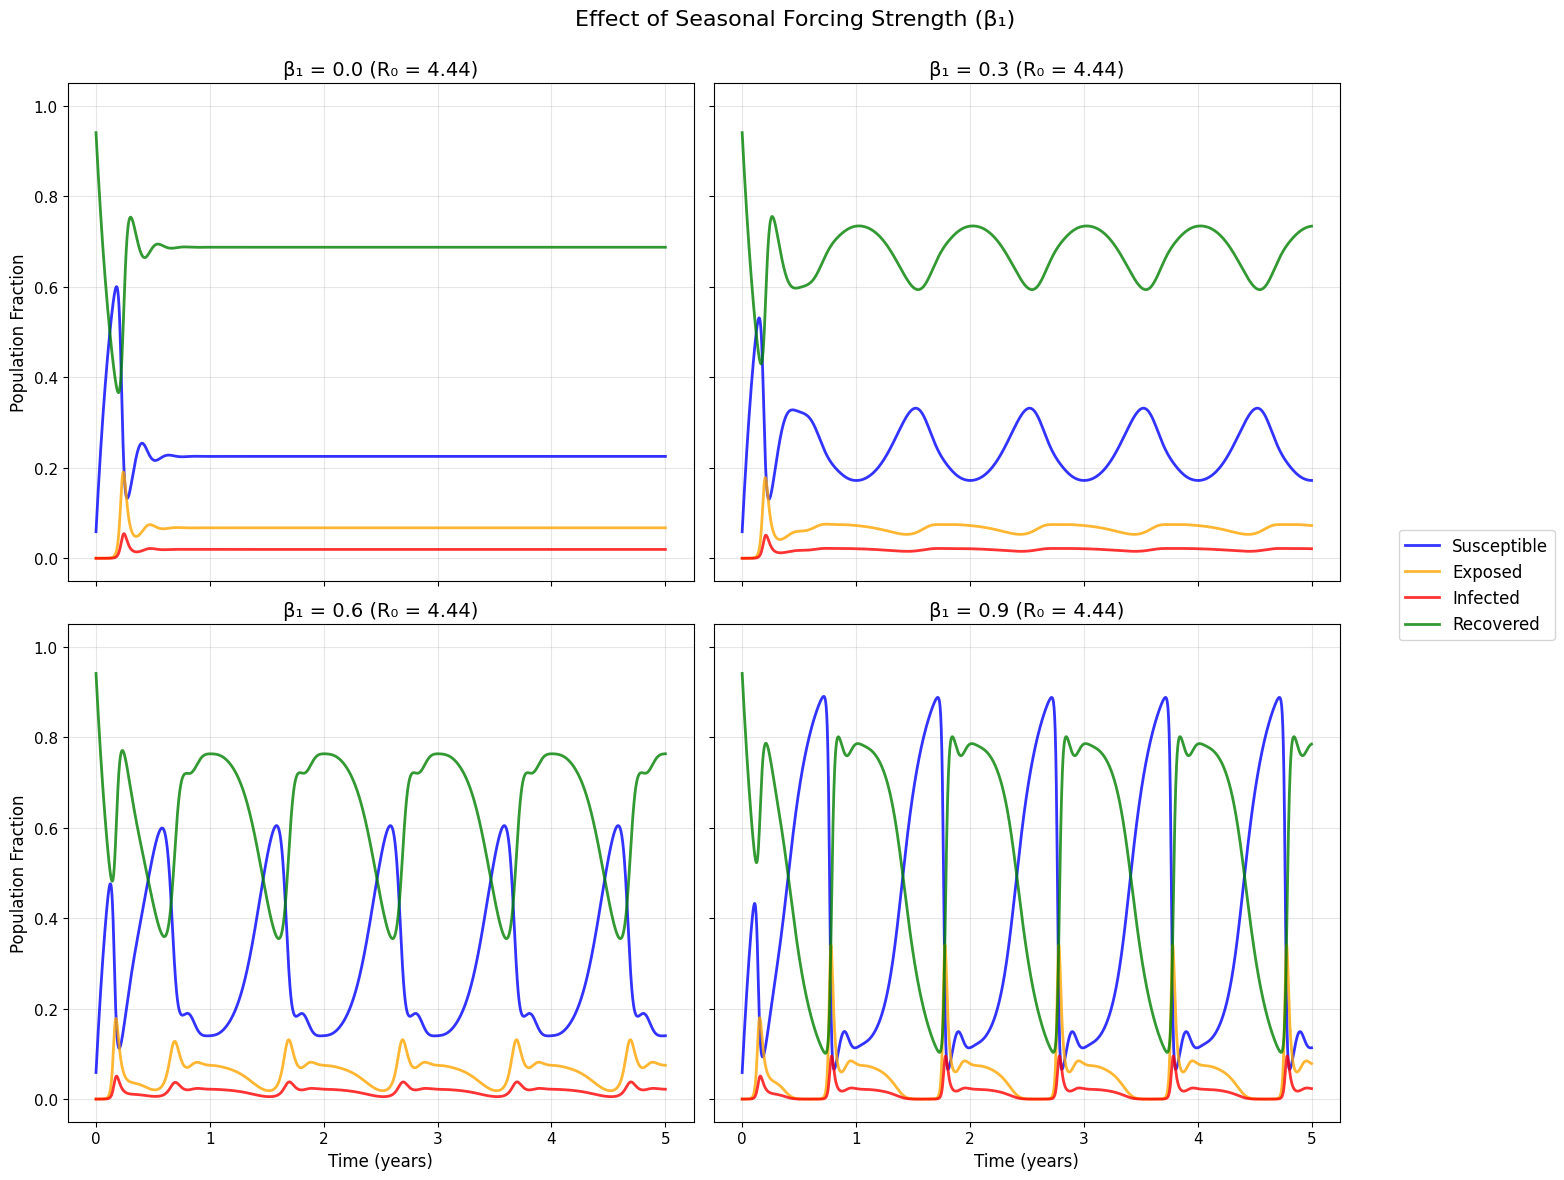 Effect of Seasonal Forcing Strength (β₁)
β₁ = 0.0 (R₀ = 4.44)
β₁ = 0.3 (R₀ = 4.44)
1.0
0.8
0.6
0.4
0.2
0.0
Population Fraction
Susceptible
Exposed
Infected
Recovered
β₁ = 0.6 (R₀ = 4.44)
β₁ = 0.9 (R₀ = 4.44)
1.0
0.8
0.6
0.4
0.2
0.0
Population Fraction
0 1 2 3 4 5
0 1 2 3 4 5
Time (years)
Time (years)